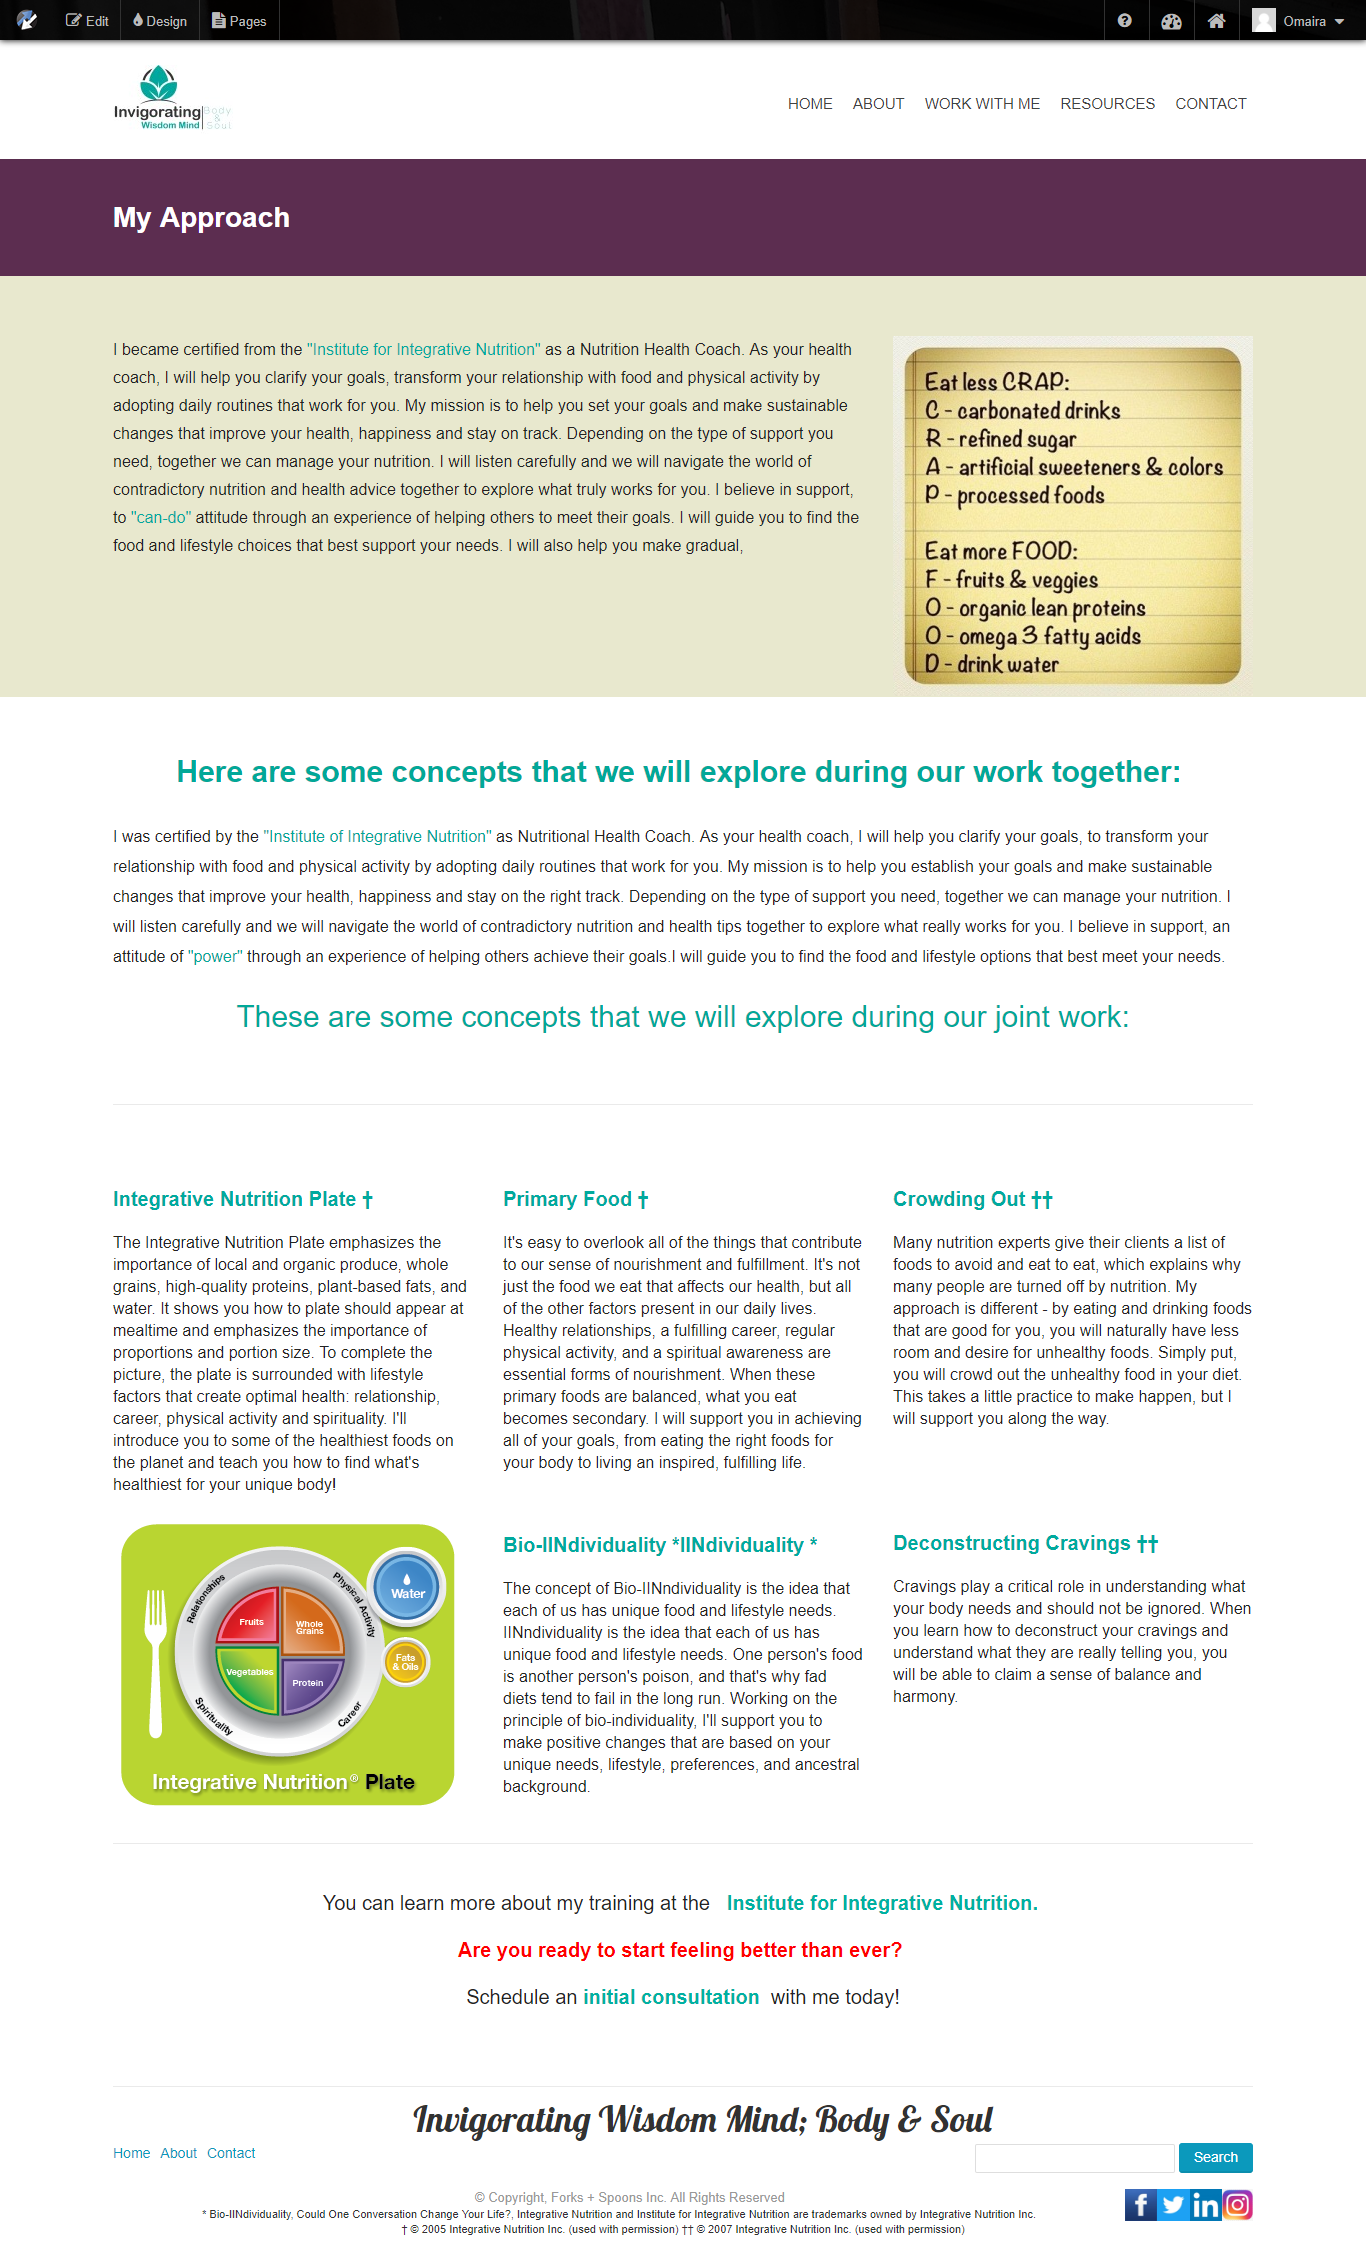 Edit Design Pages Omaira
Invigorating Body
&
Wisdom Mind Soul
HOME ABOUT WORK WITH ME RESOURCES CONTACT
My Approach
I became certified from the "Institute for Integrative Nutrition" as a Nutrition Health Coach. As your health
coach, I will help you clarify your goals, transform your relationship with food and physical activity by
adopting daily routines that work for you. My mission is to help you set your goals and make sustainable
changes that improve your health, happiness and stay on track. Depending on the type of support you
need, together we can manage your nutrition. I will listen carefully and we will navigate the world of
contradictory nutrition and health advice together to explore what truly works for you. I believe in support,
to "can-do" attitude through an experience of helping others to meet their goals. I will guide you to find the
food and lifestyle choices that best support your needs. I will also help you make gradual,
Eat less CRAP:
C - carbonated drinks
R - refined sugar
A - artificial sweeteners & colors
P - processed foods
Eat more FOOD:
F - fruits & veggies
O - organic lean proteins
O - omega 3 fatty acids
D - drink water
Here are some concepts that we will explore during our work together:
I was certified by the "Institute of Integrative Nutrition" as Nutritional Health Coach. As your health coach, I will help you clarify your goals, to transform your
relationship with food and physical activity by adopting daily routines that work for you. My mission is to help you establish your goals and make sustainable
changes that improve your health, happiness and stay on the right track. Depending on the type of support you need, together we can manage your nutrition. I
will listen carefully and we will navigate the world of contradictory nutrition and health tips together to explore what really works for you. I believe in support, an
attitude of "power" through an experience of helping others achieve their goals.I will guide you to find the food and lifestyle options that best meet your needs.
These are some concepts that we will explore during our joint work:
Integrative Nutrition Plate †
The Integrative Nutrition Plate emphasizes the
importance of local and organic produce, whole
grains, high-quality proteins, plant-based fats, and
water. It shows you how to plate should appear at
mealtime and emphasizes the importance of
proportions and portion size. To complete the
picture, the plate is surrounded with lifestyle
factors that create optimal health: relationship,
career, physical activity and spirituality. I'll
introduce you to some of the healthiest foods on
the planet and teach you how to find what's
healthiest for your unique body!
Relationships
Physical Activity
Water
Fruits
Whole
Grains
Fats
& Oils
Vegetables
Protein
Spirituality
Career
Integrative Nutrition® Plate
Primary Food †
It's easy to overlook all of the things that contribute
to our sense of nourishment and fulfillment. It's not
just the food we eat that affects our health, but all
of the other factors present in our daily lives.
Healthy relationships, a fulfilling career, regular
physical activity, and a spiritual awareness are
essential forms of nourishment. When these
primary foods are balanced, what you eat
becomes secondary. I will support you in achieving
all of your goals, from eating the right foods for
your body to living an inspired, fulfilling life.
Bio-IINdividuality *IINdividuality *
The concept of Bio-IINndividuality is the idea that
each of us has unique food and lifestyle needs.
IINndividuality is the idea that each of us has
unique food and lifestyle needs. One person's food
is another person's poison, and that's why fad
diets tend to fail in the long run. Working on the
principle of bio-individuality, I'll support you to
make positive changes that are based on your
unique needs, lifestyle, preferences, and ancestral
background.
Crowding Out ††
Many nutrition experts give their clients a list of
foods to avoid and eat to eat, which explains why
many people are turned off by nutrition. My
approach is different - by eating and drinking foods
that are good for you, you will naturally have less
room and desire for unhealthy foods. Simply put,
you will crowd out the unhealthy food in your diet.
This takes a little practice to make happen, but I
will support you along the way.
Deconstructing Cravings ††
Cravings play a critical role in understanding what
your body needs and should not be ignored. When
you learn how to deconstruct your cravings and
understand what they are really telling you, you
will be able to claim a sense of balance and
harmony.
You can learn more about my training at the Institute for Integrative Nutrition.
Are you ready to start feeling better than ever?
Schedule an initial consultation with me today!
Invigorating Wisdom Mind; Body & Soul
Home About Contact
Search
© Copyright, Forks + Spoons Inc. All Rights Reserved
* Bio-IINdividuality, Could One Conversation Change Your Life?, Integrative Nutrition and Institute for Integrative Nutrition are trademarks owned by Integrative Nutrition Inc.
† © 2005 Integrative Nutrition Inc. (used with permission) †† © 2007 Integrative Nutrition Inc. (used with permission)